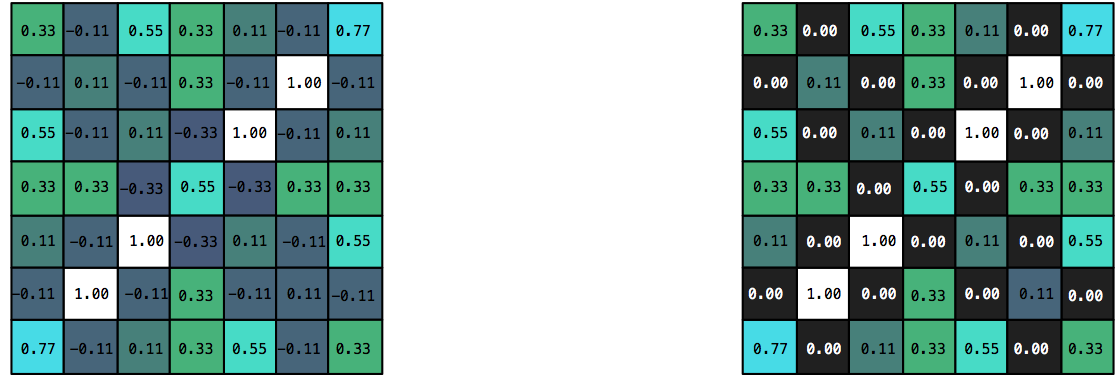 0.33 −0.11 0.55 0.33 0.11 −0.11 0.77
−0.11 0.11 −0.11 0.33 −0.11 1.00 −0.11
0.55 −0.11 0.11 −0.33 1.00 −0.11 0.11
0.33 0.33 −0.33 0.55 −0.33 0.33 0.33
0.11 −0.11 1.00 −0.33 0.11 −0.11 0.55
−0.11 1.00 −0.11 0.33 −0.11 0.11 −0.11
0.77 −0.11 0.11 0.33 0.55 −0.11 0.33
0.33 0.00 0.55 0.33 0.11 0.00 0.77
0.00 0.11 0.00 0.33 0.00 1.00 0.00
0.55 0.00 0.11 0.00 1.00 0.00 0.11
0.33 0.33 0.00 0.55 0.00 0.33 0.33
0.11 0.00 1.00 0.00 0.11 0.00 0.55
0.00 1.00 0.00 0.33 0.00 0.11 0.00
0.77 0.00 0.11 0.33 0.55 0.00 0.33